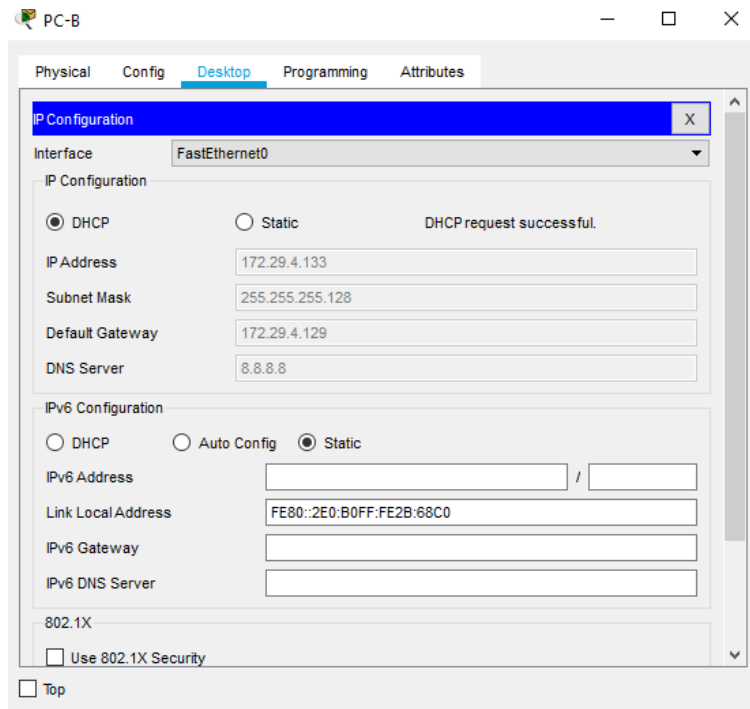 PC-B
Physical Config Desktop Programming Attributes
IP Configuration X
Interface FastEthernet0
IP Configuration
DHCP Static DHCP request successful.
IP Address 172.29.4.133
Subnet Mask 255.255.255.128
Default Gateway 172.29.4.129
DNS Server 8.8.8.8
IPv6 Configuration
DHCP Auto Config Static
IPv6 Address /
Link Local Address FE80::2E0:B0FF:FE2B:68C0
IPv6 Gateway
IPv6 DNS Server
802.1X
Use 802.1X Security
Top